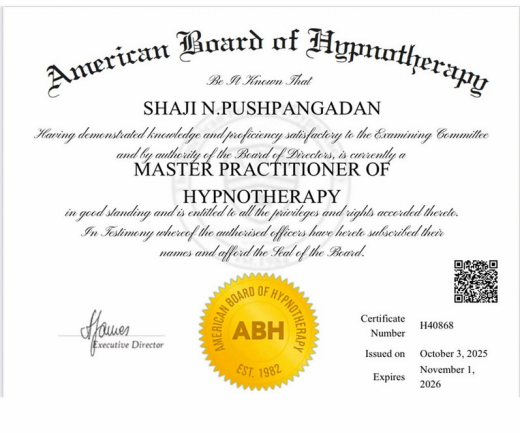 American Board of Hypnotherapy
Be It Known That
SHAJI N.PUSHPANGADAN
Having demonstrated knowledge and proficiency satisfactory to the Examining Committee
and by authority of the Board of Directors, is currently a
MASTER PRACTITIONER OF
HYPNOTHERAPY
in good standing and is entitled to all the privileges and rights accorded thereto.
In Testimony whereof the authorised officers have hereto subscribed their
names and afford the Seal of the Board.
Executive Director
AMERICAN BOARD OF HYPNOTHERAPY
ABH
EST. 1982
Certificate
Number H40868
Issued on October 3, 2025
Expires November 1,
2026